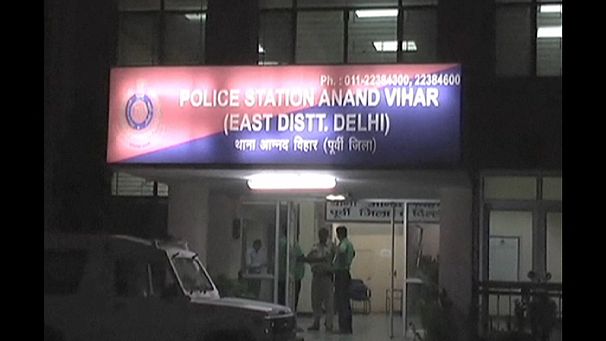 Ph. : 011-22384300, 22384600
POLICE STATION ANAND VIHAR
(EAST DISTT. DELHI)
थाना आनन्द विहार (पूर्वी जिला)
थाना
पूर्वी जिला